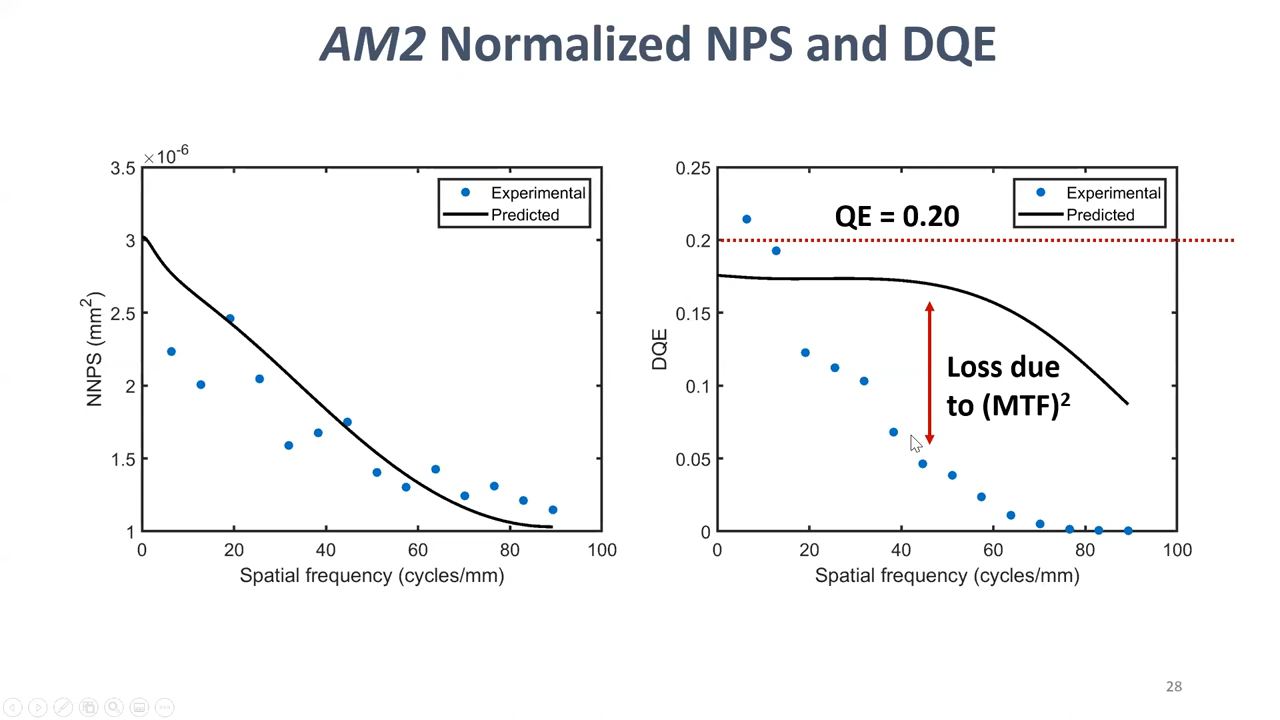 AM2 Normalized NPS and DQE
×10-6
3.5
3
2.5
2
1.5
1
NNPS (mm2)
0 20 40 60 80 100
Spatial frequency (cycles/mm)
Experimental
Predicted
0.25
0.2
0.15
0.1
0.05
0
DQE
0 20 40 60 80 100
Spatial frequency (cycles/mm)
Experimental
Predicted
QE = 0.20
Loss due
to (MTF)2
28